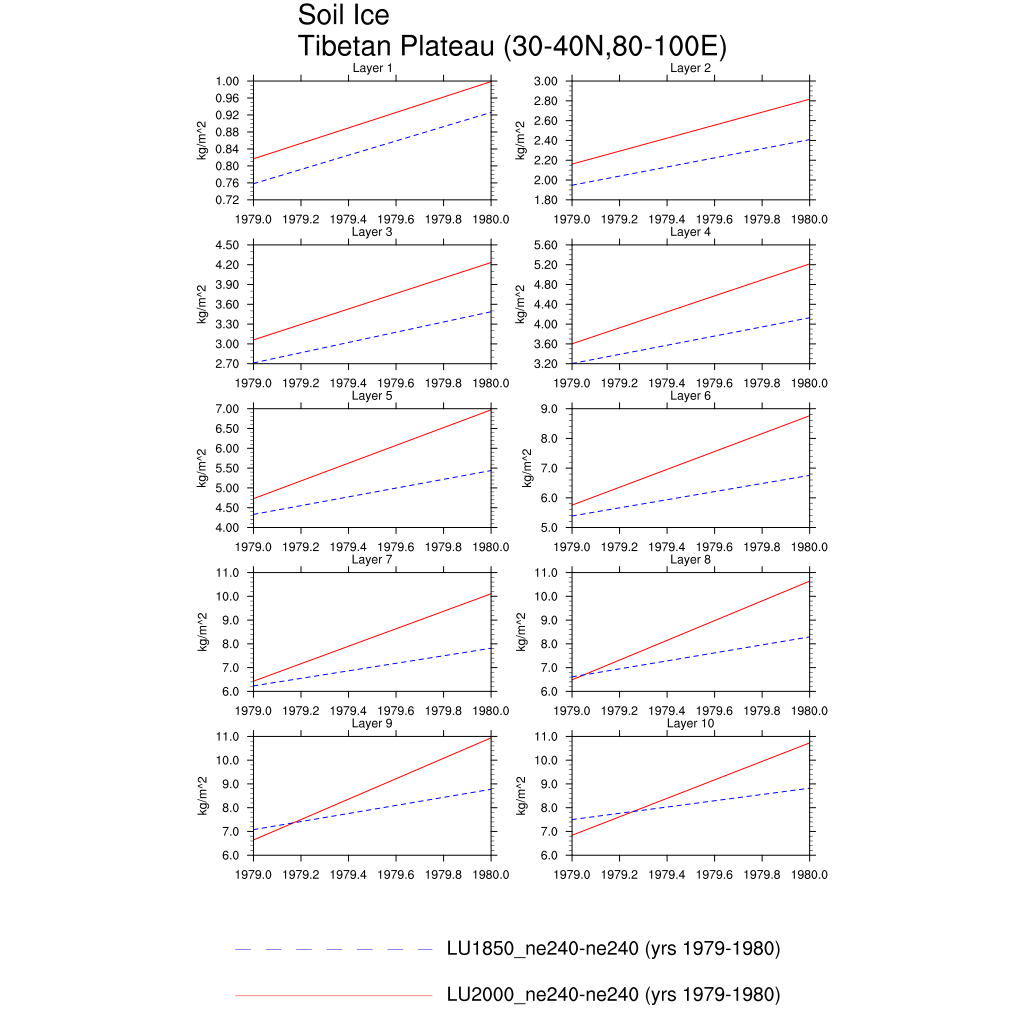 Soil Ice
Tibetan Plateau (30-40N,80-100E)
Layer 1
1.00
0.96
0.92
0.88
0.84
0.80
0.76
0.72
kg/m^2
1979.0 1979.2 1979.4 1979.6 1979.8 1980.0
Layer 2
3.00
2.80
2.60
2.40
2.20
2.00
1.80
kg/m^2
1979.0 1979.2 1979.4 1979.6 1979.8 1980.0
Layer 3
4.50
4.20
3.90
3.60
3.30
3.00
2.70
kg/m^2
1979.0 1979.2 1979.4 1979.6 1979.8 1980.0
Layer 4
5.60
5.20
4.80
4.40
4.00
3.60
3.20
kg/m^2
1979.0 1979.2 1979.4 1979.6 1979.8 1980.0
Layer 5
7.00
6.50
6.00
5.50
5.00
4.50
4.00
kg/m^2
1979.0 1979.2 1979.4 1979.6 1979.8 1980.0
Layer 6
9.0
8.0
7.0
6.0
5.0
kg/m^2
1979.0 1979.2 1979.4 1979.6 1979.8 1980.0
Layer 7
11.0
10.0
9.0
8.0
7.0
6.0
kg/m^2
1979.0 1979.2 1979.4 1979.6 1979.8 1980.0
Layer 8
11.0
10.0
9.0
8.0
7.0
6.0
kg/m^2
1979.0 1979.2 1979.4 1979.6 1979.8 1980.0
Layer 9
11.0
10.0
9.0
8.0
7.0
6.0
kg/m^2
1979.0 1979.2 1979.4 1979.6 1979.8 1980.0
Layer 10
11.0
10.0
9.0
8.0
7.0
6.0
kg/m^2
1979.0 1979.2 1979.4 1979.6 1979.8 1980.0
LU1850_ne240-ne240 (yrs 1979-1980)
LU2000_ne240-ne240 (yrs 1979-1980)